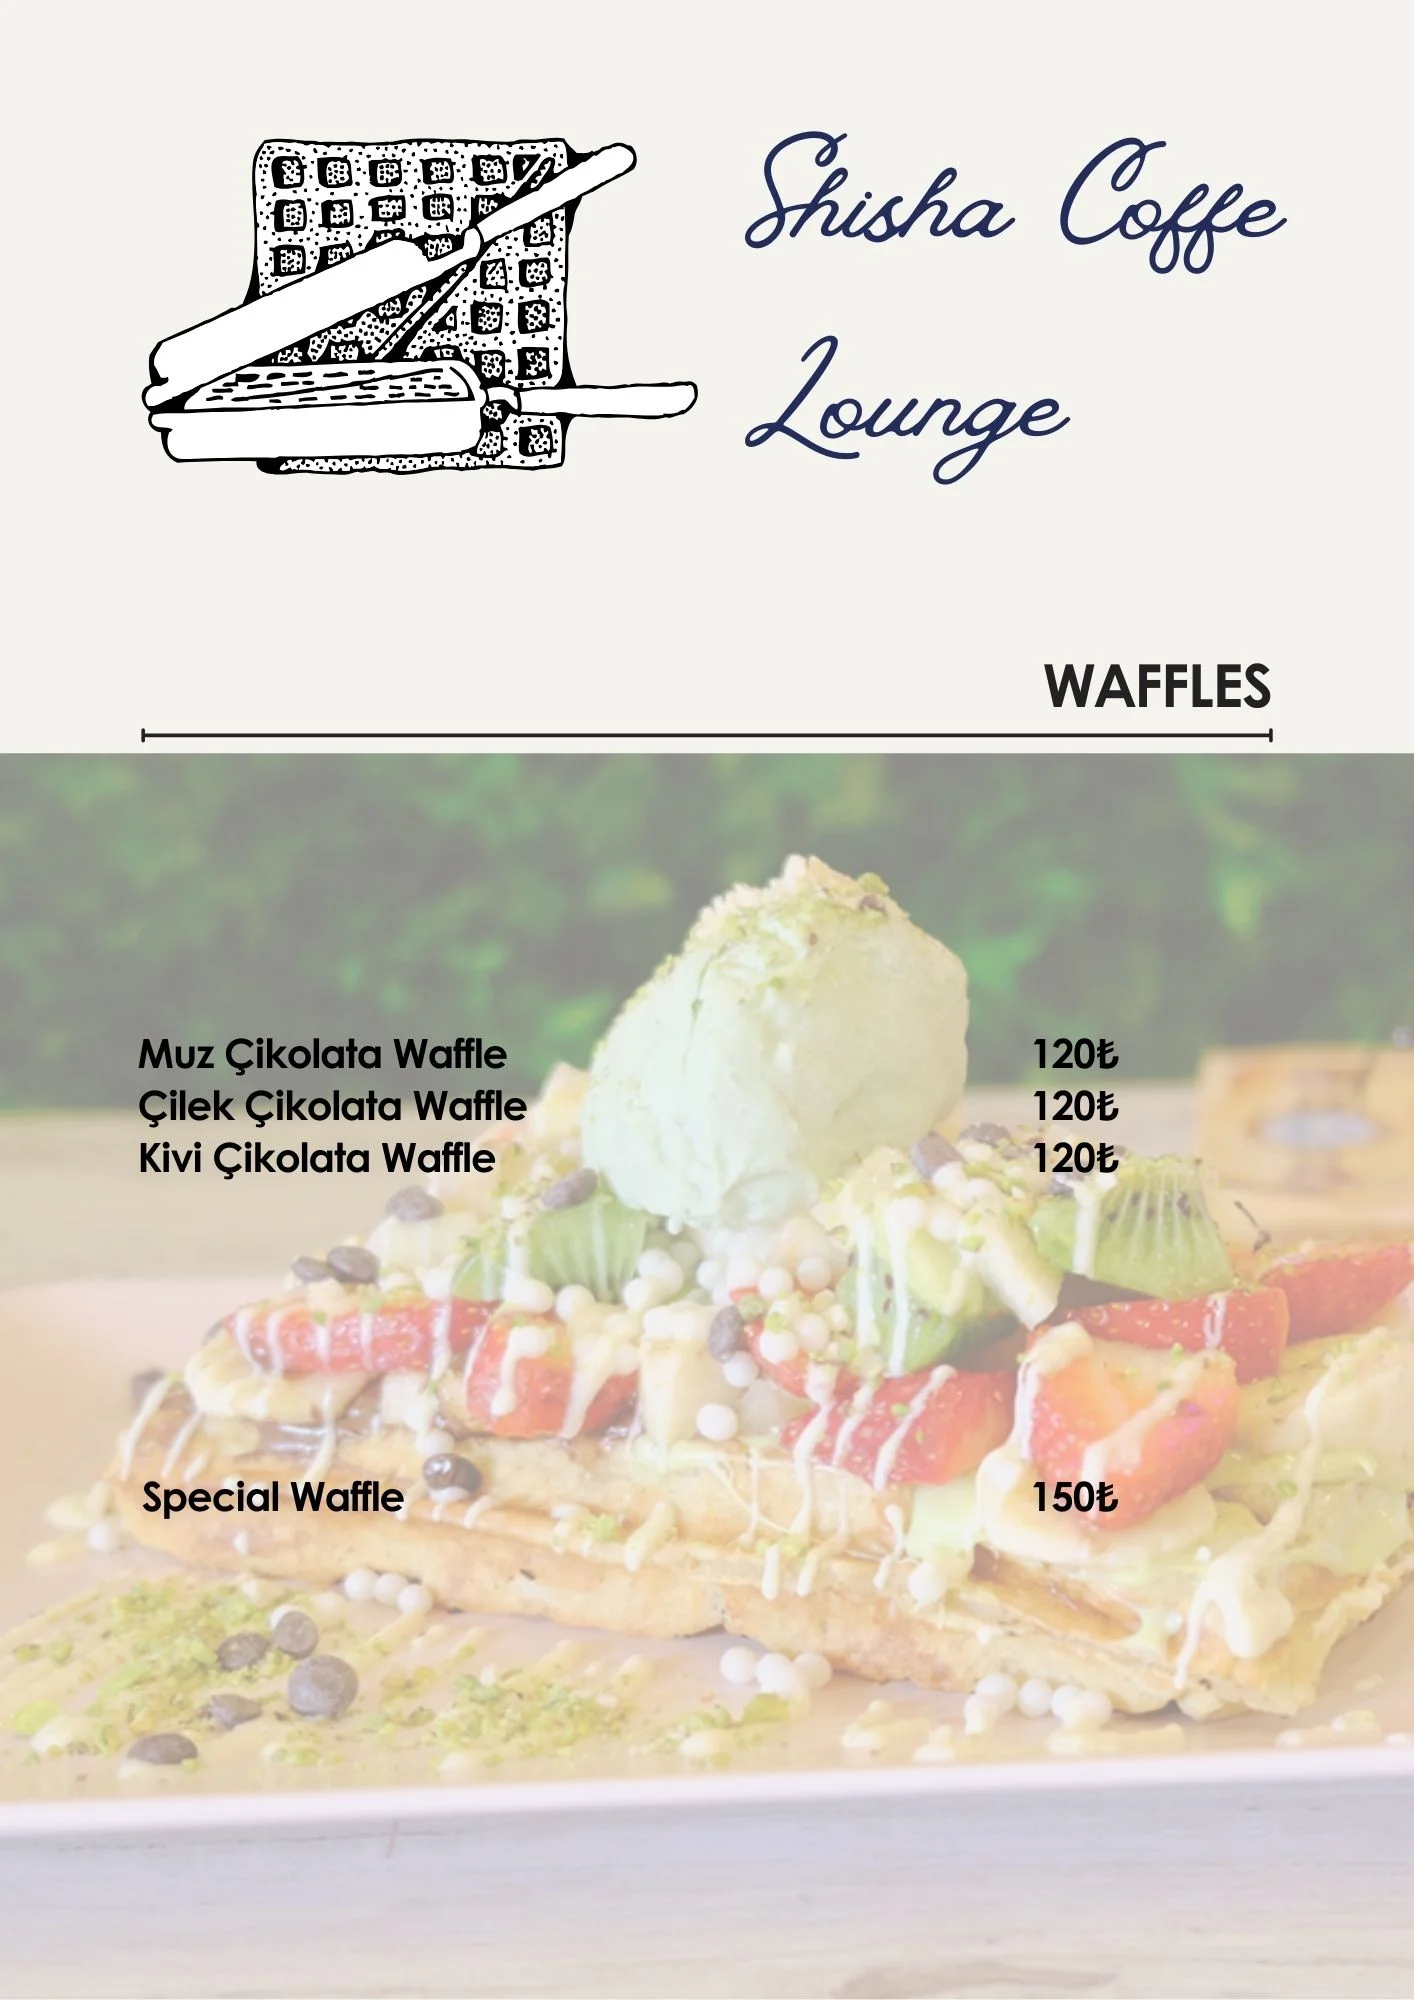 Shisha Coffe
Lounge
WAFFLES
Muz Çikolata Waffle 120₺
Çilek Çikolata Waffle 120₺
Kivi Çikolata Waffle 120₺
Special Waffle 150₺